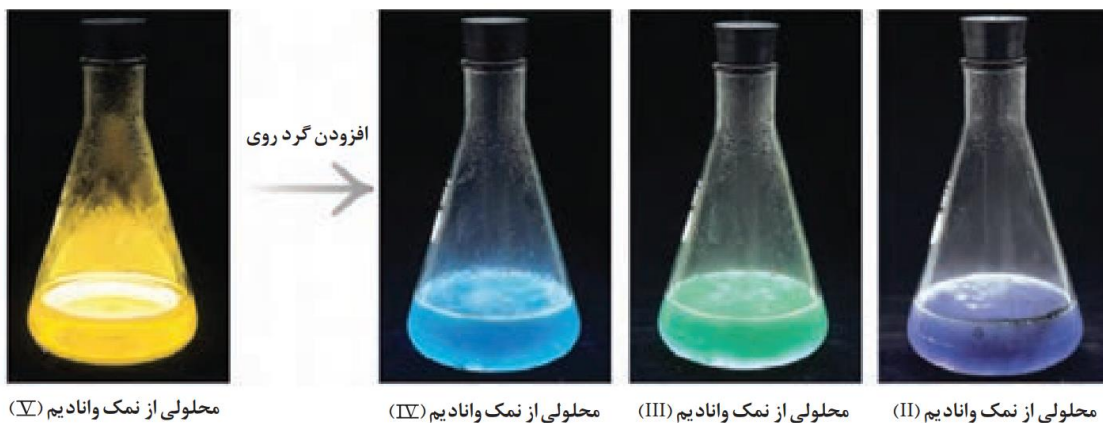 افزودن گرد روی
محلولی از نمک وانادیم (V)
محلولی از نمک وانادیم (IV)
محلولی از نمک وانادیم (III)
محلولی از نمک وانادیم (II)